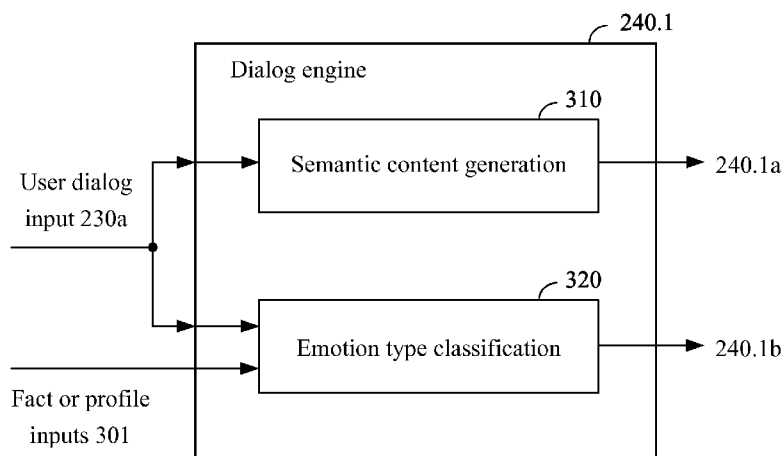 240.1
Dialog engine
310
Semantic content generation
240.1a
User dialog
input 230a
320
Emotion type classification
240.1b
Fact or profile
inputs 301